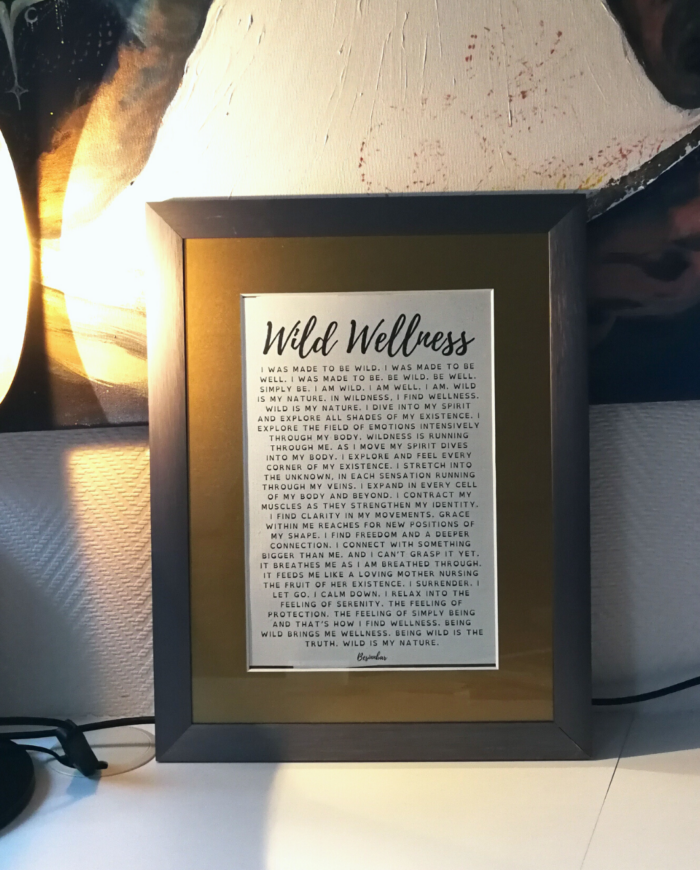 Wild Wellness
I WAS MADE TO BE WILD. I WAS MADE TO BE
WELL. I WAS MADE TO BE. BE WILD. BE WELL.
SIMPLY BE. I AM WILD. I AM WELL. I AM. WILD
IS MY NATURE. IN WILDNESS, I FIND WELLNESS.
WILD IS MY NATURE. I DIVE INTO MY SPIRIT
AND EXPLORE ALL SHADES OF MY EXISTENCE. I
EXPLORE THE FIELD OF EMOTIONS INTENSIVELY
THROUGH MY BODY. WILDNESS IS RUNNING
THROUGH ME. AS I MOVE MY SPIRIT DIVES
INTO MY BODY. I EXPLORE AND FEEL EVERY
CORNER OF MY EXISTENCE. I STRETCH INTO
THE UNKNOWN, IN EACH SENSATION RUNNING
THROUGH MY VEINS. I EXPAND IN EVERY CELL
OF MY BODY AND BEYOND. I CONTRACT MY
MUSCLES AS THEY STRENGTHEN MY IDENTITY.
I FIND CLARITY IN MY MOVEMENTS. GRACE
WITHIN ME REACHES FOR NEW POSITIONS OF
MY SHAPE. I FIND FREEDOM AND A DEEPER
CONNECTION. I CONNECT WITH SOMETHING
BIGGER THAN ME, AND I CAN'T GRASP IT YET.
IT BREATHES ME AS I AM BREATHED THROUGH.
IT FEEDS ME LIKE A LOVING MOTHER NURSING
THE FRUIT OF HER EXISTENCE. I SURRENDER. I
LET GO. I CALM DOWN. I RELAX INTO THE
FEELING OF SERENITY. THE FEELING OF
PROTECTION. THE FEELING OF SIMPLY BEING
AND THAT'S HOW I FIND WELLNESS. BEING
WILD BRINGS ME WELLNESS. BEING WILD IS THE
TRUTH. WILD IS MY NATURE.